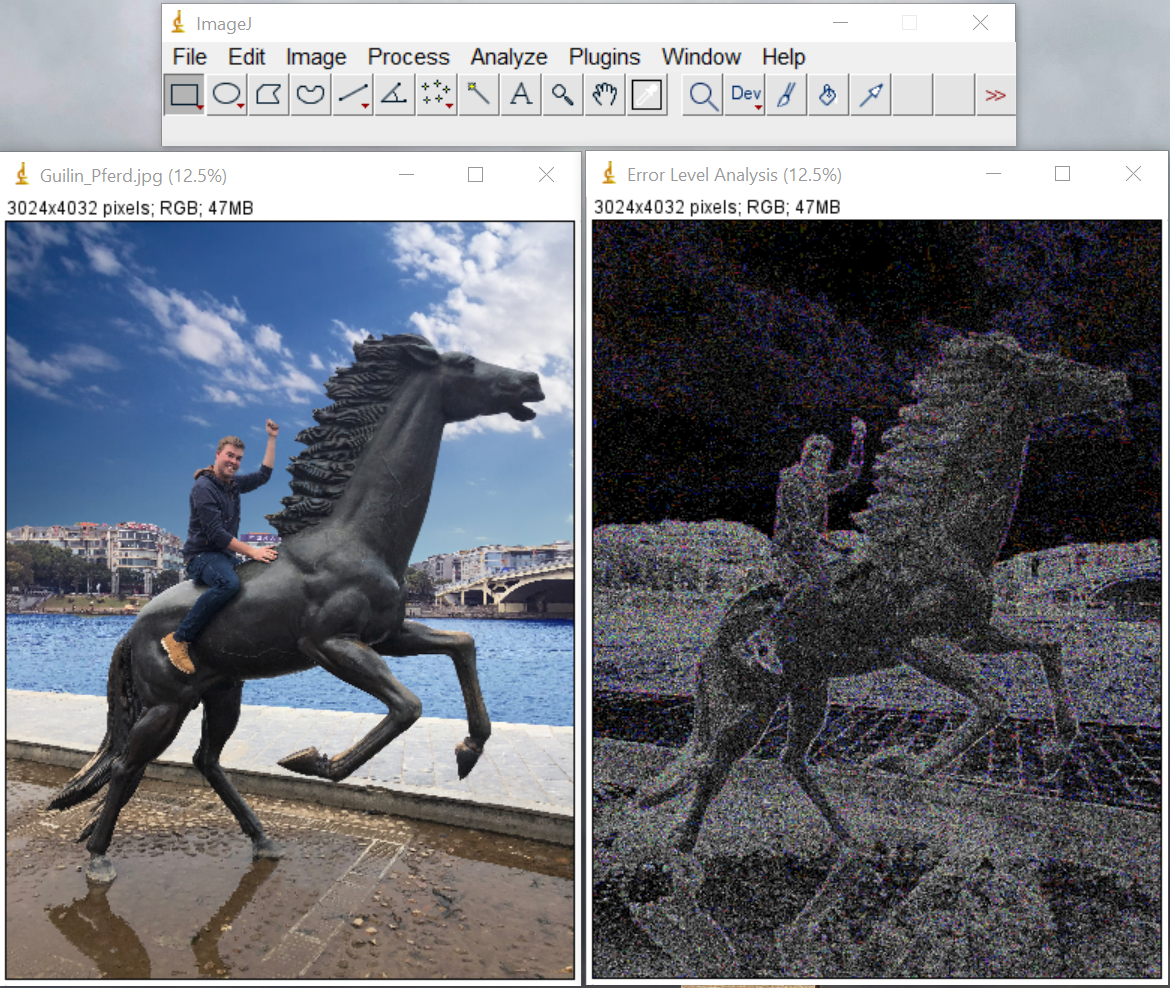 ImageJ
File Edit Image Process Analyze Plugins Window Help
A Dev >>
Guilin_Pferd.jpg (12.5%)
3024x4032 pixels; RGB; 47MB
Error Level Analysis (12.5%)
3024x4032 pixels; RGB; 47MB